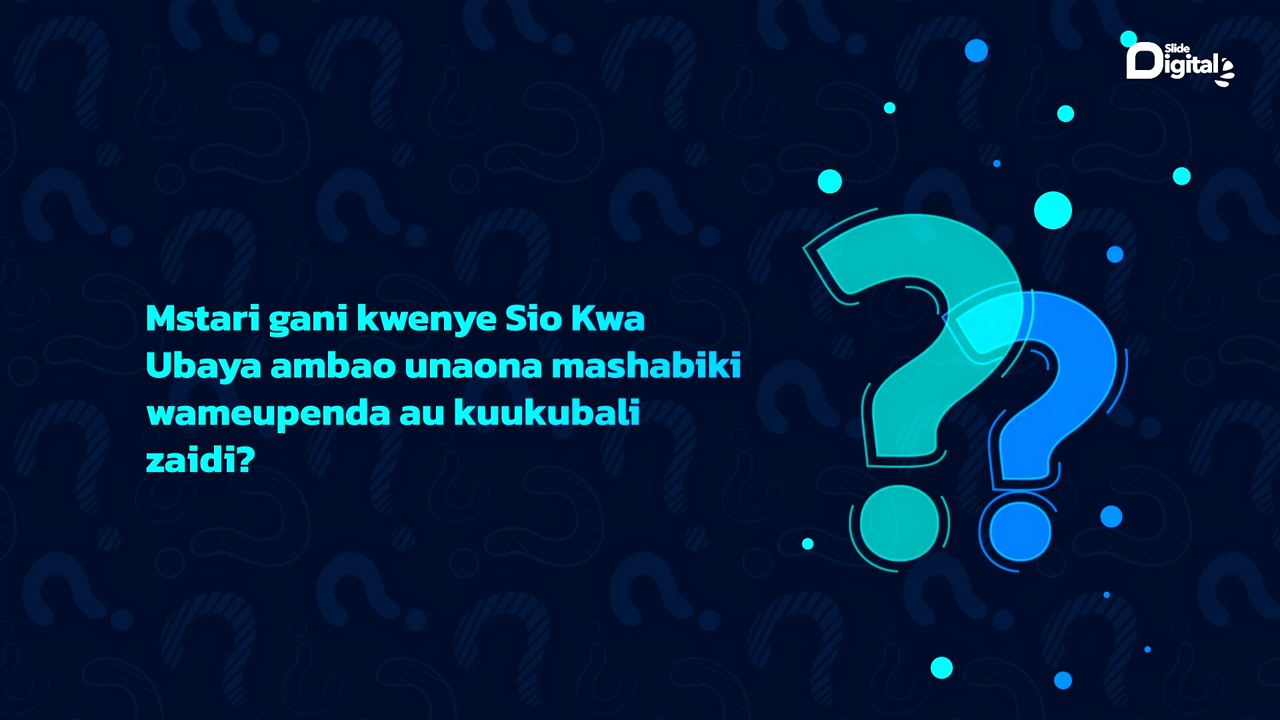 Slide
Digital
Mstari gani kwenye Sio Kwa
Ubaya ambao unaona mashabiki
wameupenda au kuukubali
zaidi?